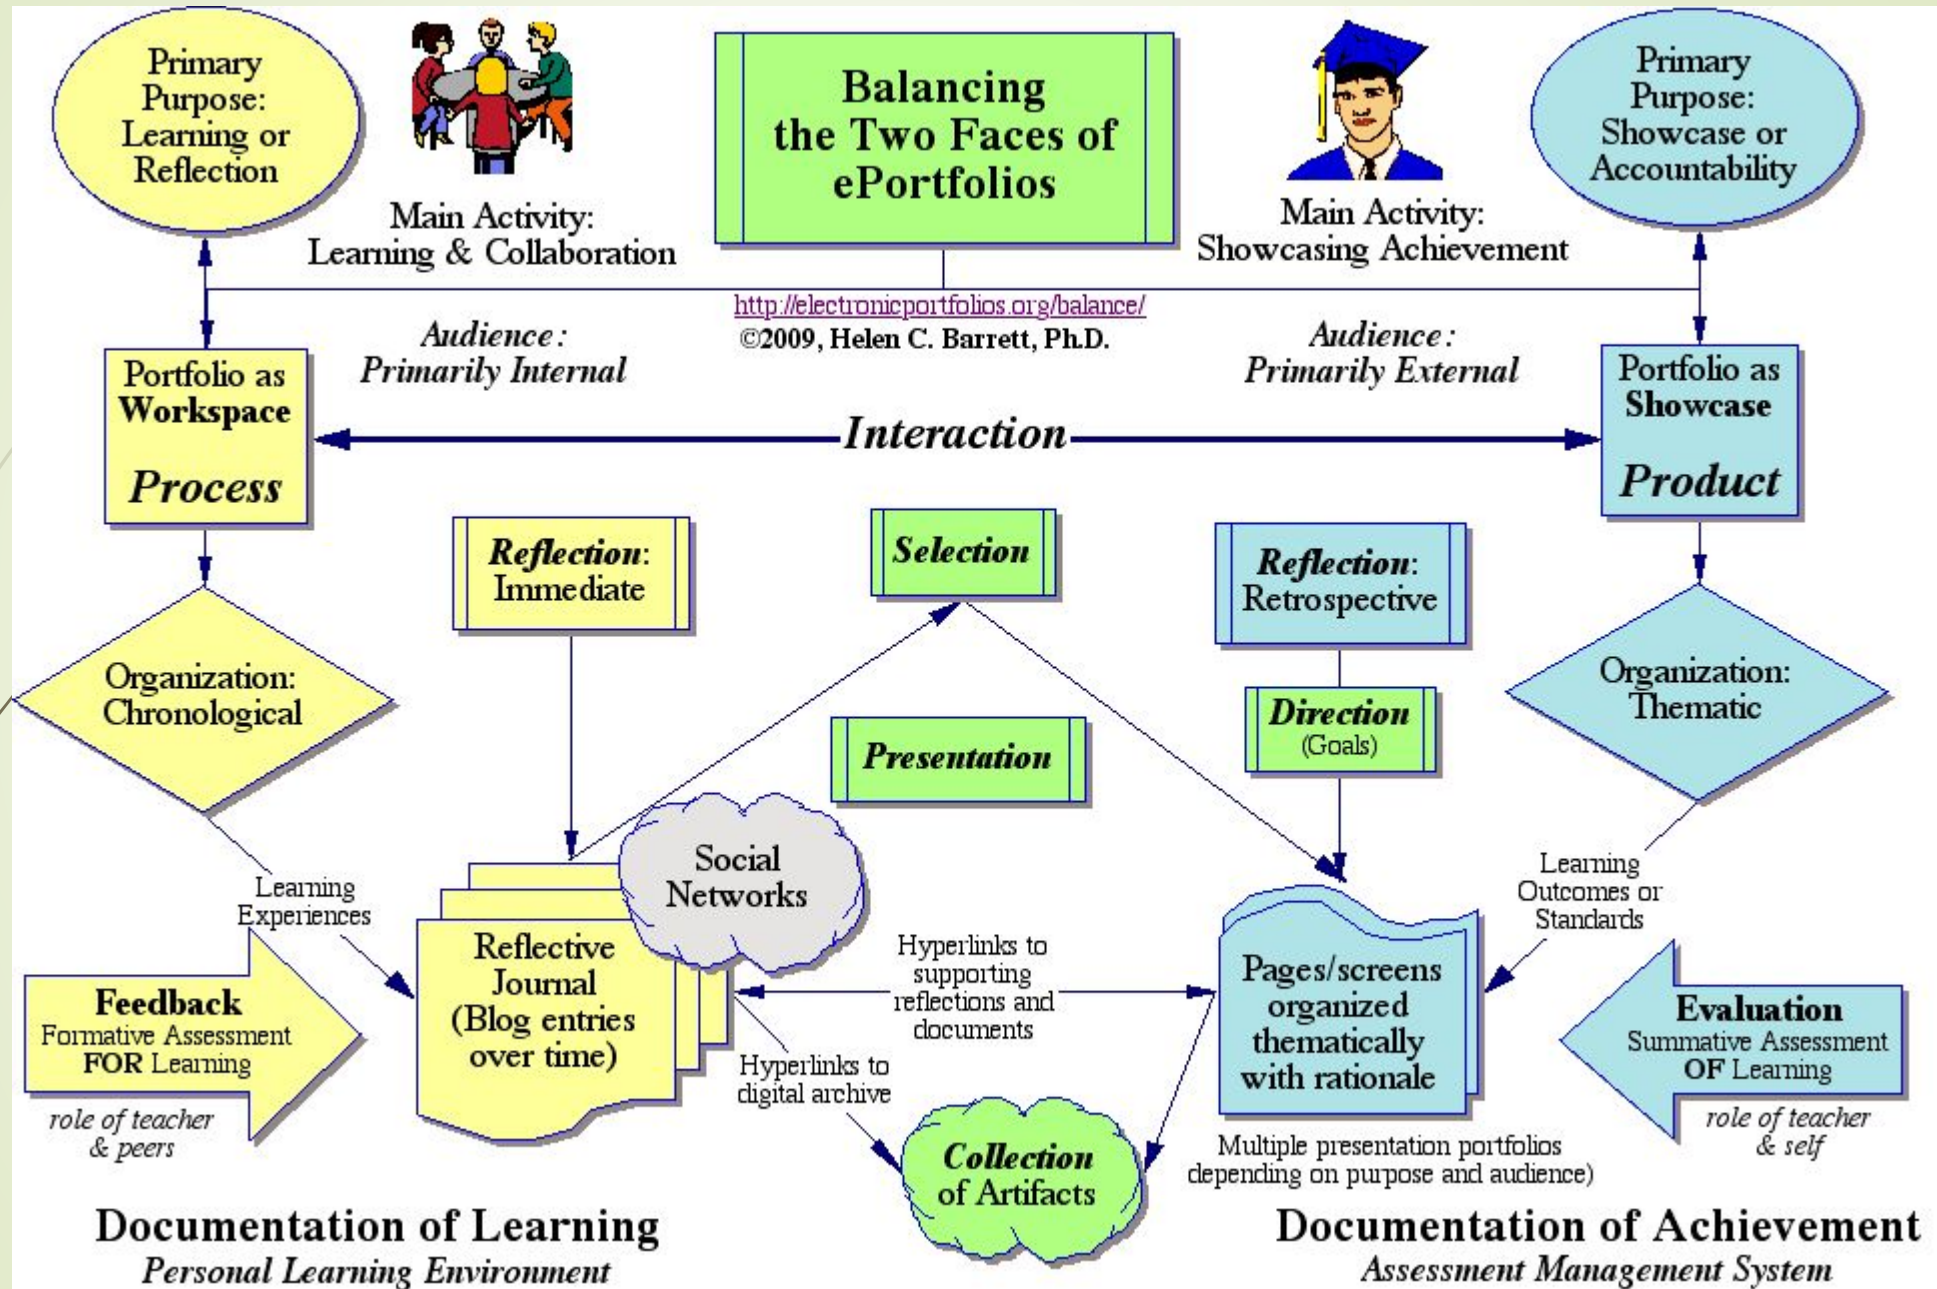 Primary
Purpose:
Learning or
Reflection
Main Activity:
Learning & Collaboration
Balancing
the Two Faces of
ePortfolios
Main Activity:
Showcasing Achievement
Primary
Purpose:
Showcase or
Accountability
http://electronicportfolios.org/balance/
©2009, Helen C. Barrett, Ph.D.
Audience:
Primarily Internal
Audience:
Primarily External
Portfolio as
Workspace
Process
Interaction
Portfolio as
Showcase
Product
Reflection:
Immediate
Selection
Reflection:
Retrospective
Organization:
Chronological
Presentation
Direction
(Goals)
Organization:
Thematic
Learning
Experiences
Social
Networks
Learning
Outcomes or
Standards
Feedback
Formative Assessment
FOR Learning
role of teacher
& peers
Reflective
Journal
(Blog entries
over time)
Hyperlinks to
supporting
reflections and
documents
Hyperlinks to
digital archive
Pages/screens
organized
thematically
with rationale
Evaluation
Summative Assessment
OF Learning
role of teacher
& self
Collection
of Artifacts
Multiple presentation portfolios
depending on purpose and audience)
Documentation of Learning
Personal Learning Environment
Documentation of Achievement
Assessment Management System